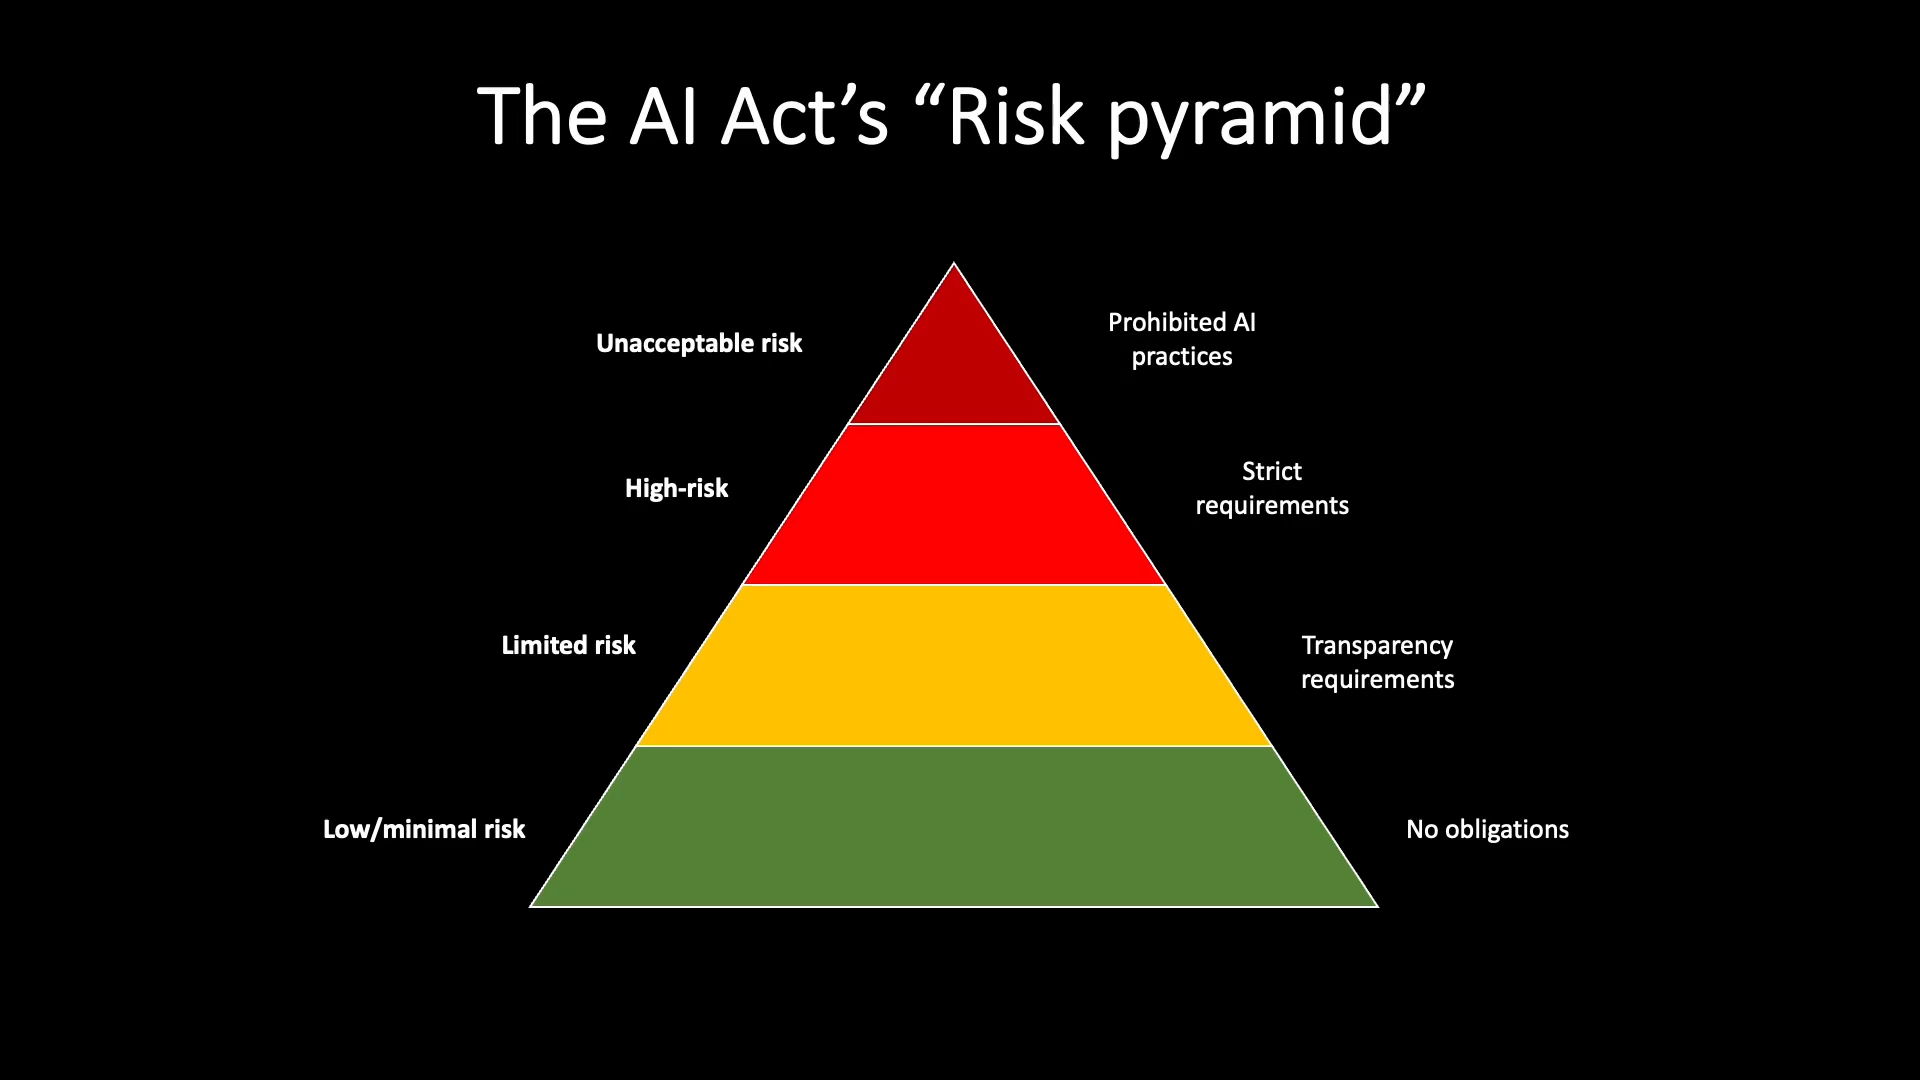 The AI Act’s “Risk pyramid”
Unacceptable risk
Prohibited AI
practices
High-risk
Strict
requirements
Limited risk
Transparency
requirements
Low/minimal risk
No obligations